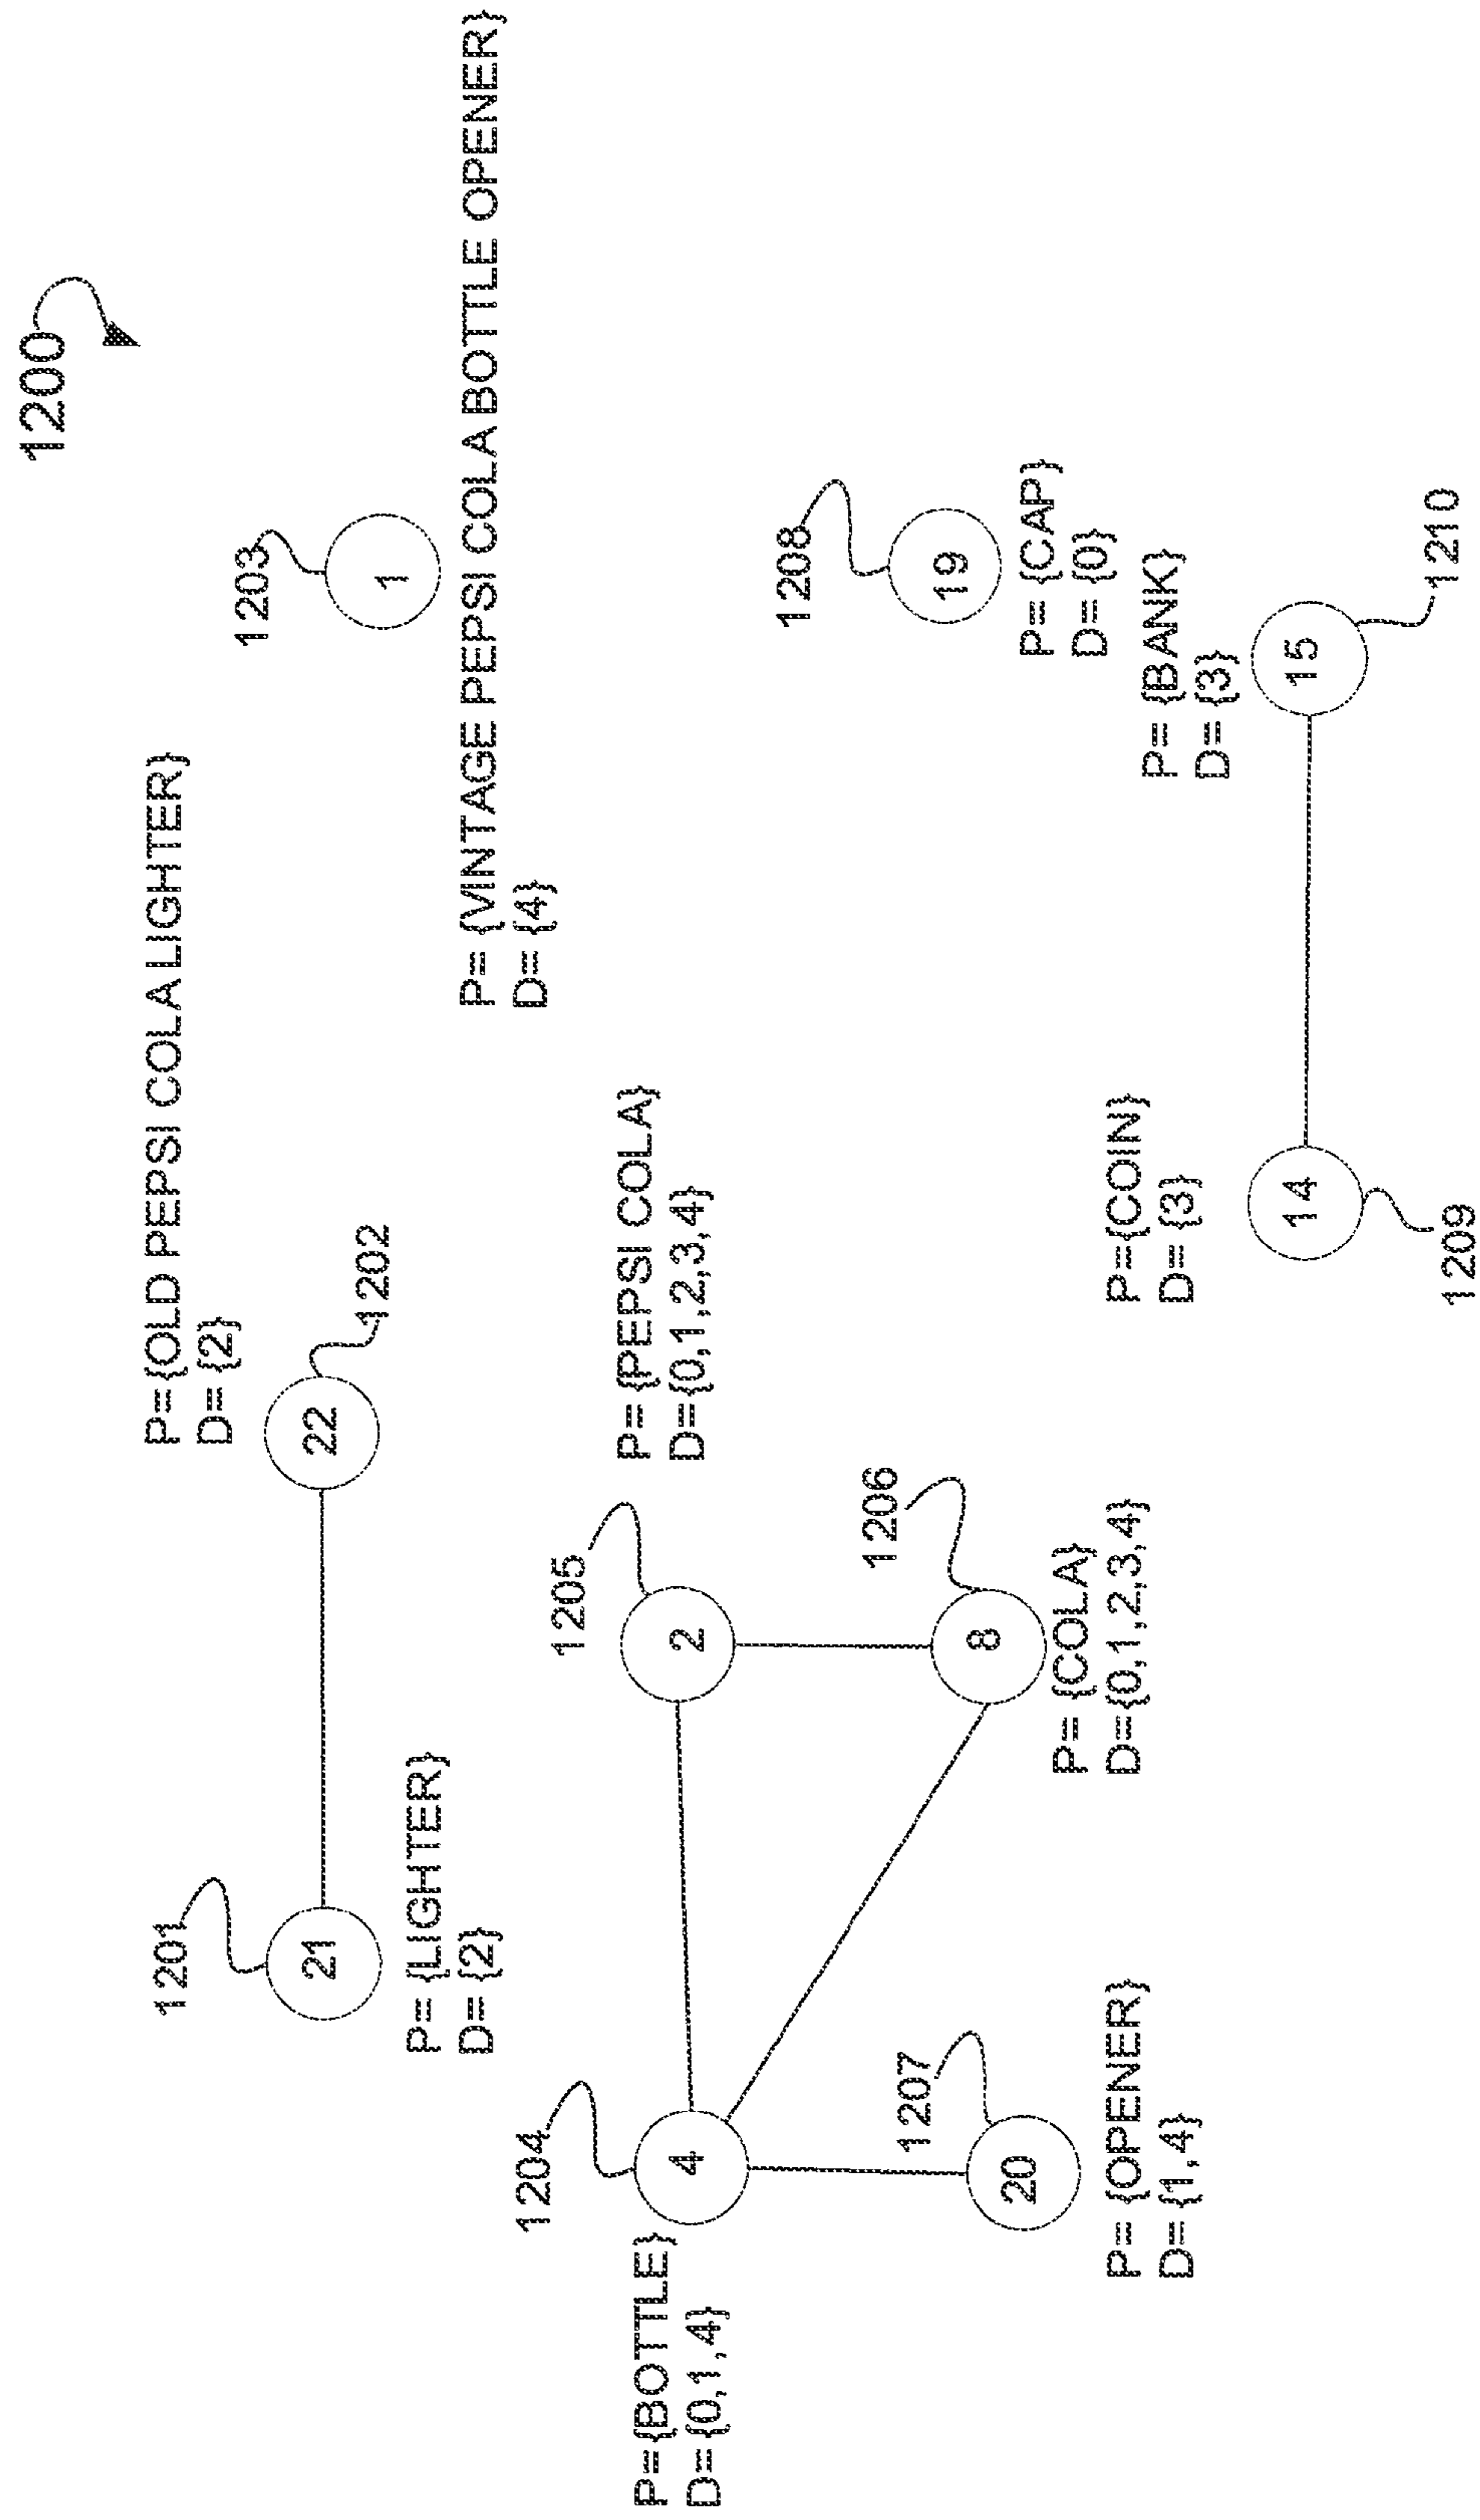 1200
P={OLD PEPSI COLA LIGHTER}
D={2}
1201
21
22
1202
P={LIGHTER}
D={2}
1203
1
P={VINTAGE PEPSI COLA BOTTLE OPENER}
D={4}
1204
4
P={BOTTLE}
D={0,1,4}
1205
2
P={PEPSI COLA}
D={0,1,2,3,4}
1206
8
P={COLA}
D={0,1,2,3,4}
1207
20
P={OPENER}
D={1,4}
1208
19
P={CAP}
D={0}
P={COIN}
D={3}
14
1209
P={BANK}
D={3}
15
1210